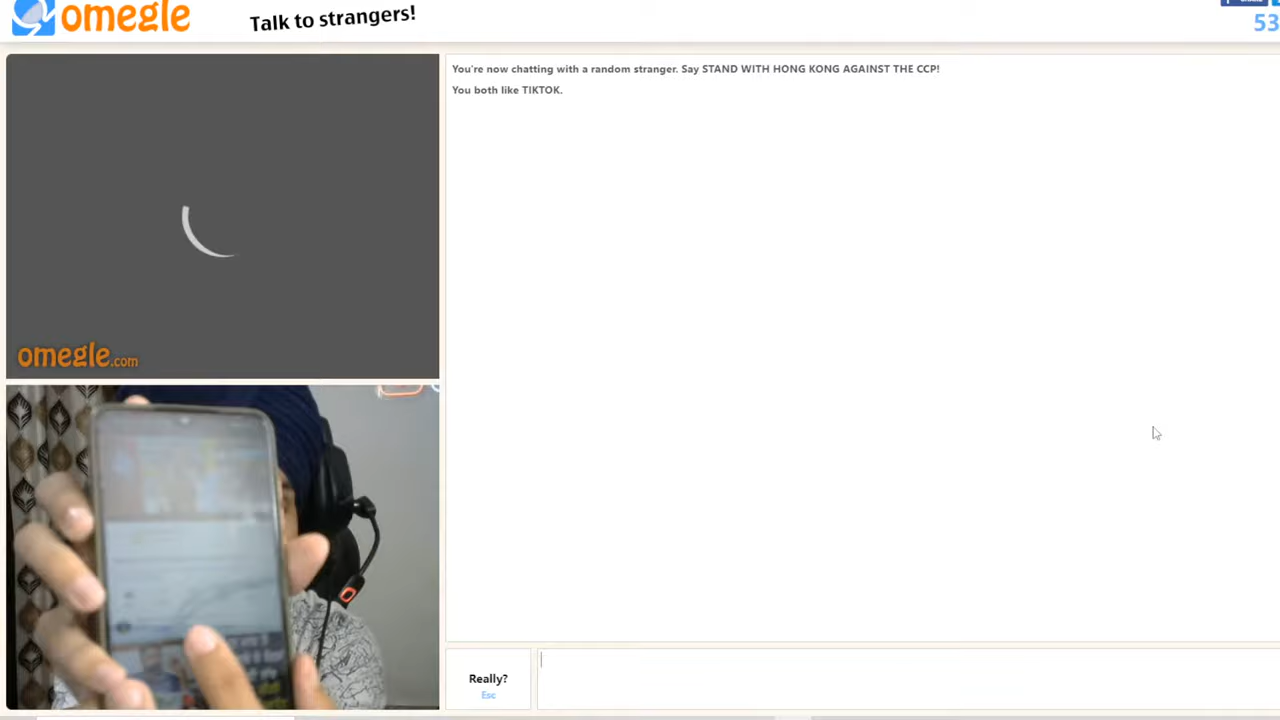 omegle
Talk to strangers!
53
You're now chatting with a random stranger. Say STAND WITH HONG KONG AGAINST THE CCP!
You both like TIKTOK.
omegle.com
Really?
Esc